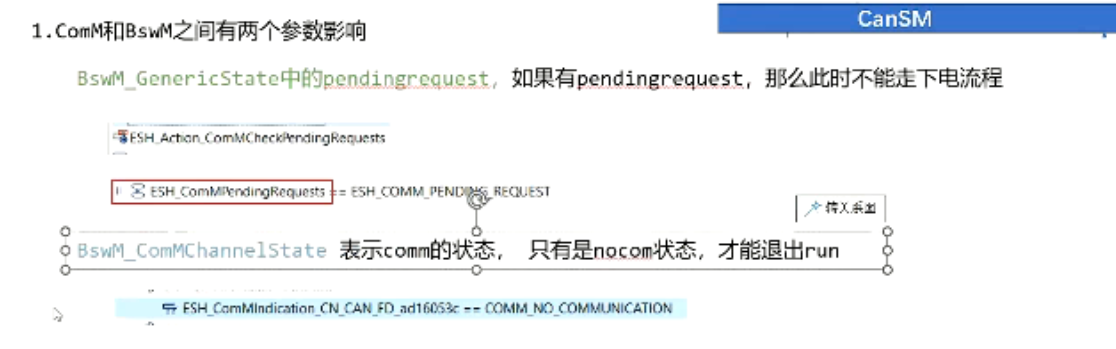 CanSM
1.ComM和BswM之间有两个参数影响
BswM_GenericState中的pendingrequest，如果有pendingrequest，那么此时不能走下电流程
ESH_Action_ComMCheckPendingRequests
ESH_ComMPendingRequests == ESH_COMM_PENDING_REQUEST
转入桌面
BswM_ComMChannelState 表示comm的状态， 只有是nocom状态，才能退出run
ESH_ComMIndication_CN_CAN_FD_ad16053c == COMM_NO_COMMUNICATION